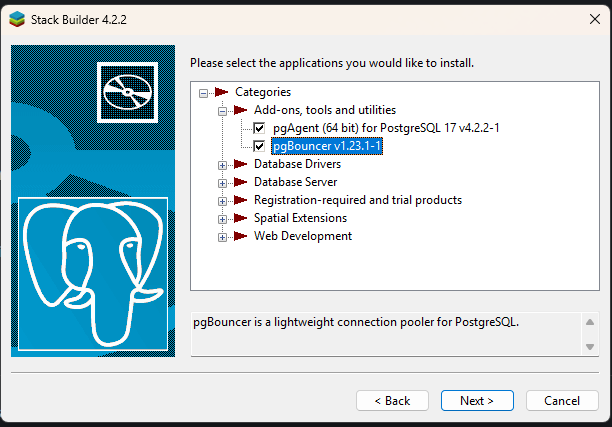 Stack Builder 4.2.2
Please select the applications you would like to install.
Categories
Add-ons, tools and utilities
pgAgent (64 bit) for PostgreSQL 17 v4.2.2-1
pgBouncer v1.23.1-1
Database Drivers
Database Server
Registration-required and trial products
Spatial Extensions
Web Development
pgBouncer is a lightweight connection pooler for PostgreSQL.
< Back
Next >
Cancel